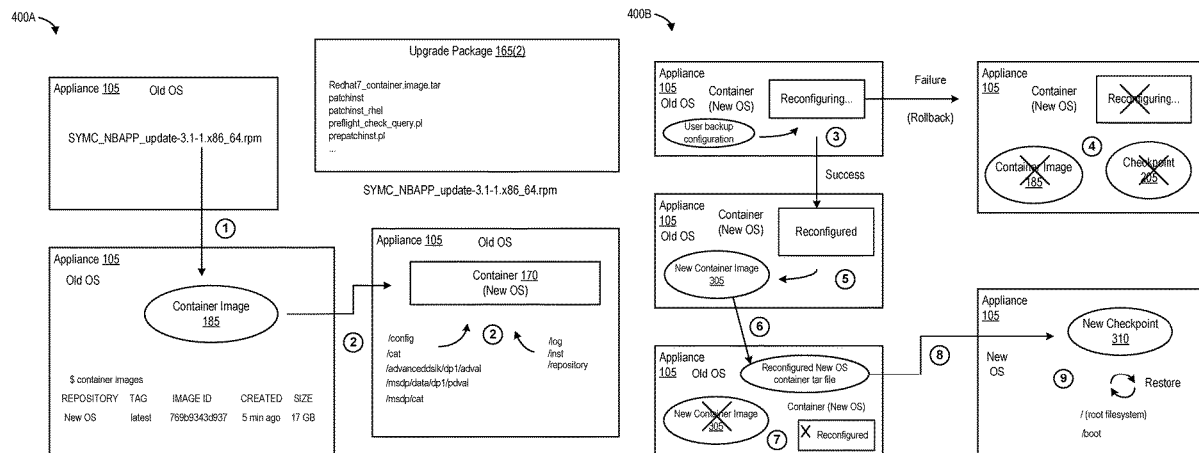 400A
Upgrade Package 165(2)
Redhat7_container.image.tar
patchinst
patchinst_rhel
preflight_check_query.pl
prepatchinst.pl
...
SYMC_NBAPP_update-3.1-1.x86_64.rpm
Appliance 105 Old OS
SYMC_NBAPP_update-3.1-1.x86_64.rpm
1
Appliance 105
Old OS
Container Image
185
$ container images
REPOSITORY TAG IMAGE ID CREATED SIZE
New OS latest 769b9343d937 5 min ago 17 GB
2
Appliance 105 Old OS
Container 170
(New OS)
2
/config
/cat
/advanceddisk/dp1/adval
/msdp/data/dp1/pdval
/msdp/cat
/log
/inst
/repository
400B
Appliance
105
Old OS
Container
(New OS)
Reconfiguring...
User backup
configuration
3
Failure
(Rollback)
Appliance
105
Container
(New OS)
Reconfiguring...
4
Container Image
185
Checkpoint
205
Success
Appliance
105
Old OS
Container
(New OS)
Reconfigured
New Container Image
305
5
6
Appliance
105
Old OS
Reconfigured New OS
container tar file
New Container Image
305
Container (New OS)
X Reconfigured
7
8
Appliance
105
New Checkpoint
310
New
OS
9
Restore
/ (root filesystem)
/boot